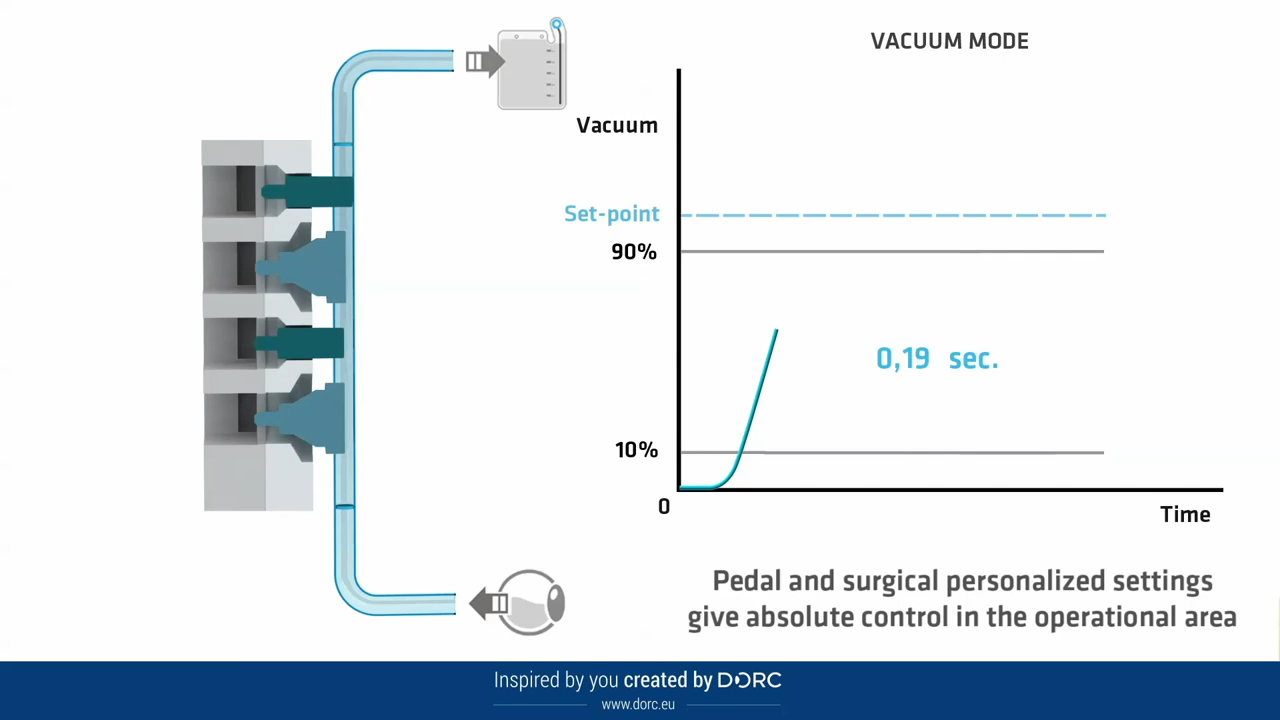 VACUUM MODE
Vacuum
Set-point
90%
0,19 sec.
10%
0
Time
Pedal and surgical personalized settings
give absolute control in the operational area
Inspired by you created by DORC
www.dorc.eu